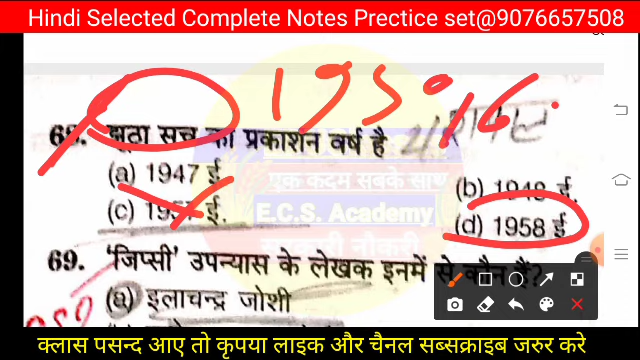 Hindi Selected Complete Notes Prectice set@9076657508
68. झूठा सच का प्रकाशन वर्ष है
(a) 1947 ई.
(b) 1948 ई.
(c) 195 ई.
(d) 1958 ई
एक कदम सबके साथ
E.C.S. Academy
सरकारी नौकरी
69. 'जिप्सी' उपन्यास के लेखक इनमें से कौन हैं?
(a) इलाचन्द्र जोशी
क्लास पसन्द आए तो कृपया लाइक और चैनल सब्सक्राइब जरुर करे